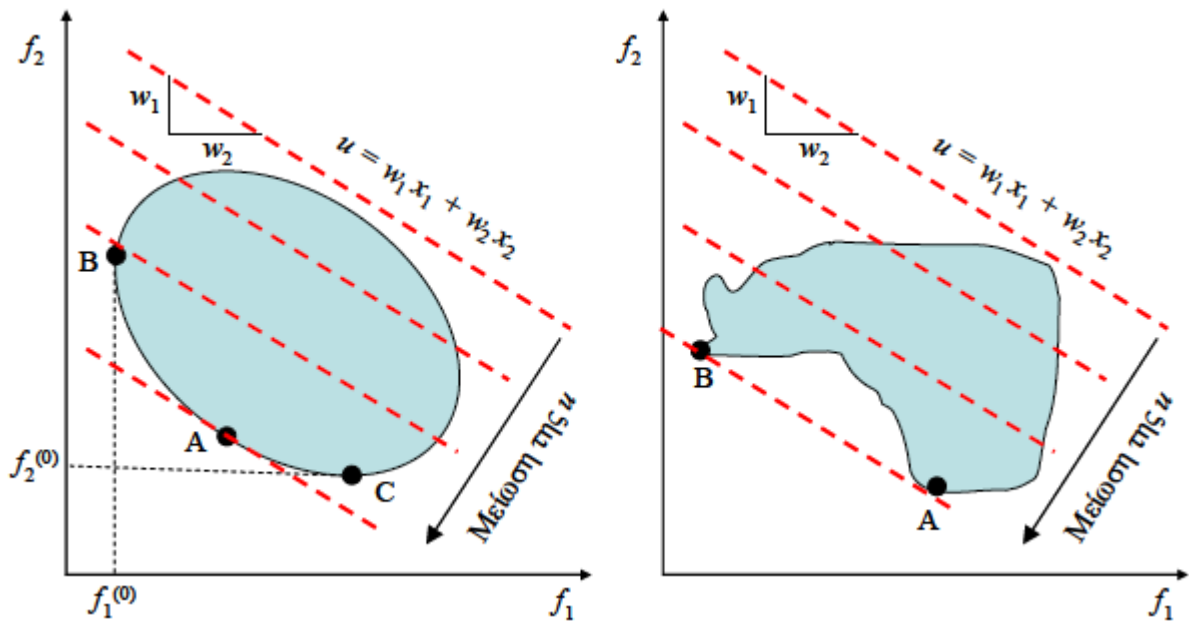 f₂
w₁
w₂
u = w₁ x₁ + w₂ x₂
B
A
C
f₂⁽⁰⁾
f₁⁽⁰⁾
f₁
Μείωση της u
f₂
w₁
w₂
u = w₁ x₁ + w₂ x₂
B
A
f₁
Μείωση της u